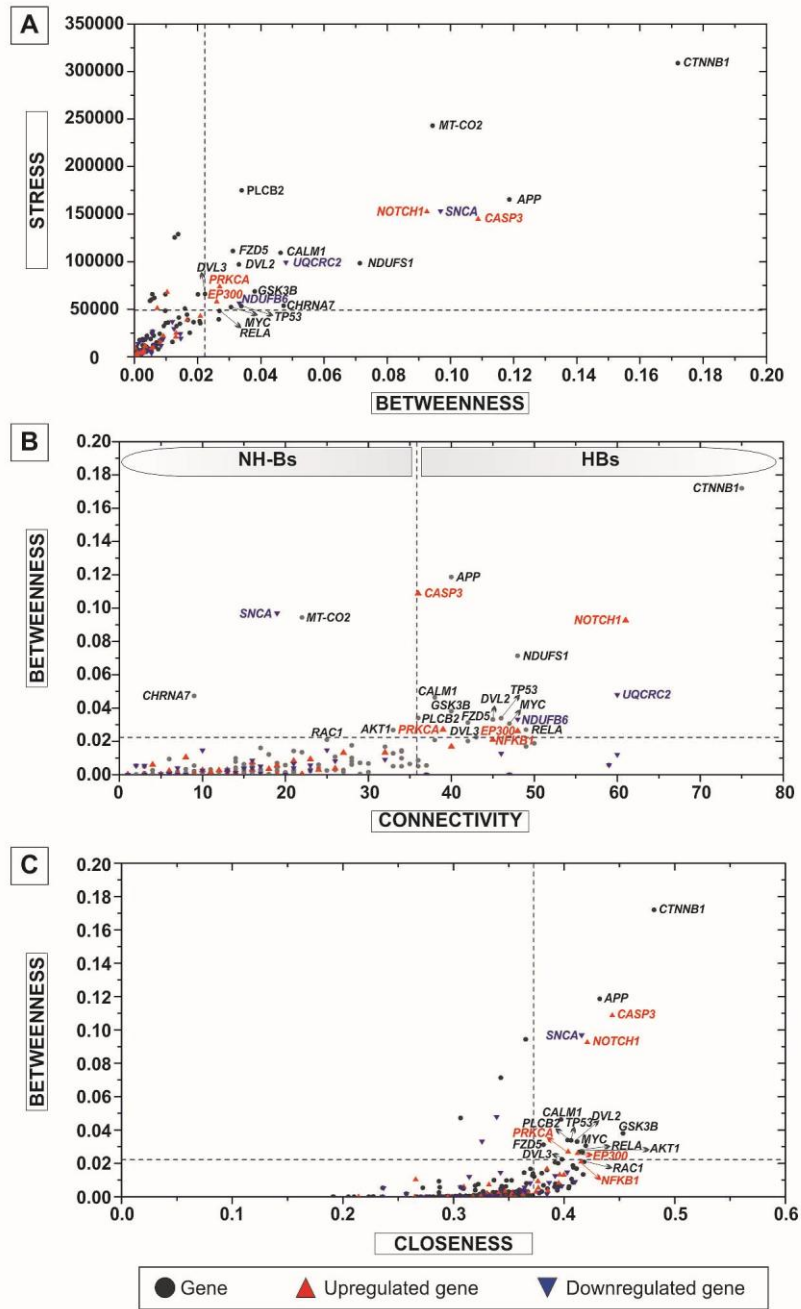 A
STRESS
350000
300000
250000
200000
150000
100000
50000
0
CTNNB1
MT-CO2
PLCB2
APP
NOTCH1
SNCA
CASP3
FZD5
CALM1
DVL3
DVL2
UQCRC2
NDUFS1
PRKCA
GSK3B
EP300
NDUFB6
CHRNA7
TP53
MYC
RELA
0.00 0.02 0.04 0.06 0.08 0.10 0.12 0.14 0.16 0.18 0.20
BETWEENNESS
B
BETWEENNESS
0.20
0.18
0.16
0.14
0.12
0.10
0.08
0.06
0.04
0.02
0.00
NH-Bs
HBs
CTNNB1
APP
CASP3
SNCA
MT-CO2
NOTCH1
NDUFS1
CHRNA7
CALM1
TP53
DVL2
GSK3B
MYC
UQCRC2
PLCB2
FZD5
NDUFB6
RAC1
AKT1
PRKCA
DVL3
EP300
RELA
NFKB1
0 10 20 30 40 50 60 70 80
CONNECTIVITY
C
BETWEENNESS
0.20
0.18
0.16
0.14
0.12
0.10
0.08
0.06
0.04
0.02
0.00
CTNNB1
APP
CASP3
SNCA
NOTCH1
CALM1
DVL2
PLCB2
TP53
GSK3B
PRKCA
MYC
FZD5
RELA
AKT1
DVL3
EP300
RAC1
NFKB1
0.0 0.1 0.2 0.3 0.4 0.5 0.6
CLOSENESS
Gene Upregulated gene Downregulated gene